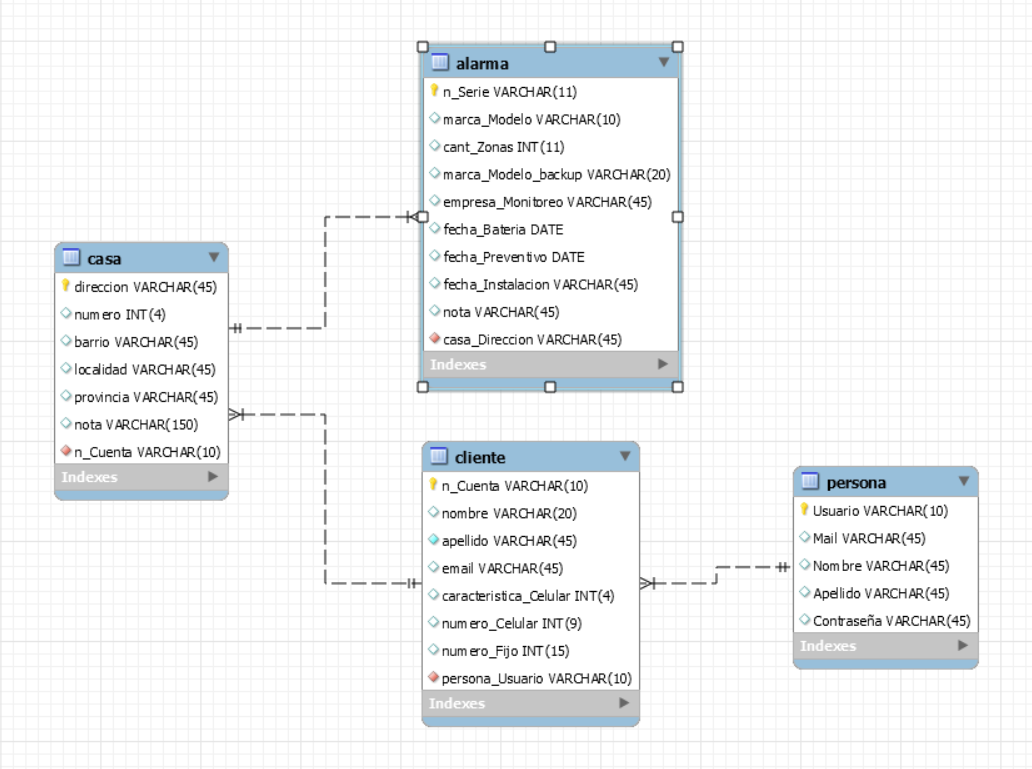 alarma
n_Serie VARCHAR(11)
marca_Modelo VARCHAR(10)
cant_Zonas INT(11)
marca_Modelo_backup VARCHAR(20)
empresa_Monitoreo VARCHAR(45)
fecha_Bateria DATE
fecha_Preventivo DATE
fecha_Instalacion VARCHAR(45)
nota VARCHAR(45)
casa_Direccion VARCHAR(45)
Indexes
casa
direccion VARCHAR(45)
numero INT(4)
barrio VARCHAR(45)
localidad VARCHAR(45)
provincia VARCHAR(45)
nota VARCHAR(150)
n_Cuenta VARCHAR(10)
Indexes
cliente
n_Cuenta VARCHAR(10)
nombre VARCHAR(20)
apellido VARCHAR(45)
email VARCHAR(45)
caracteristica_Celular INT(4)
numero_Celular INT(9)
numero_Fijo INT(15)
persona_Usuario VARCHAR(10)
Indexes
persona
Usuario VARCHAR(10)
Mail VARCHAR(45)
Nombre VARCHAR(45)
Apellido VARCHAR(45)
Contraseña VARCHAR(45)
Indexes